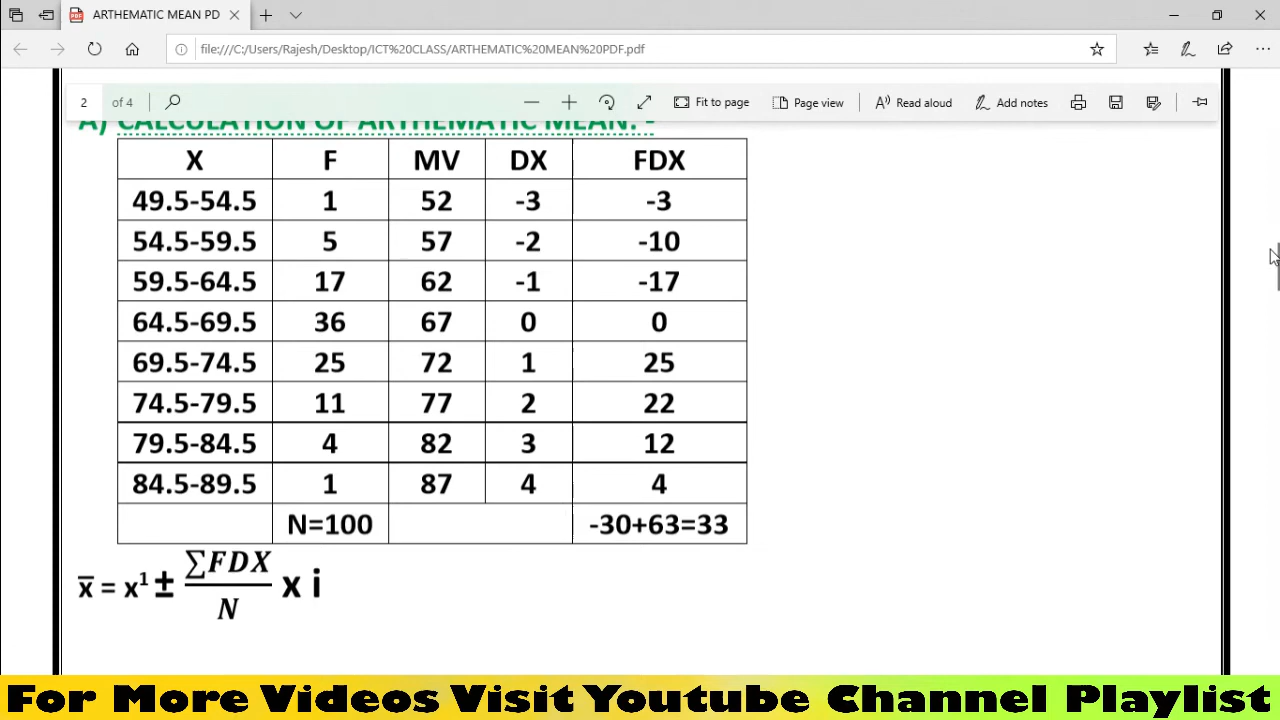 ARTHEMATIC MEAN PD
file:///C:/Users/Rajesh/Desktop/ICT%20CLASS/ARTHEMATIC%20MEAN%20PDF.pdf
2 of 4 Fit to page Page view Read aloud Add notes
A) CALCULATION OF ARTHEMATIC MEAN: -
X F MV DX FDX
49.5-54.5 1 52 -3 -3
54.5-59.5 5 57 -2 -10
59.5-64.5 17 62 -1 -17
64.5-69.5 36 67 0 0
69.5-74.5 25 72 1 25
74.5-79.5 11 77 2 22
79.5-84.5 4 82 3 12
84.5-89.5 1 87 4 4
N=100 -30+63=33
x̅ = x¹ ± ∑FDX / N x i
For More Videos Visit Youtube Channel Playlist